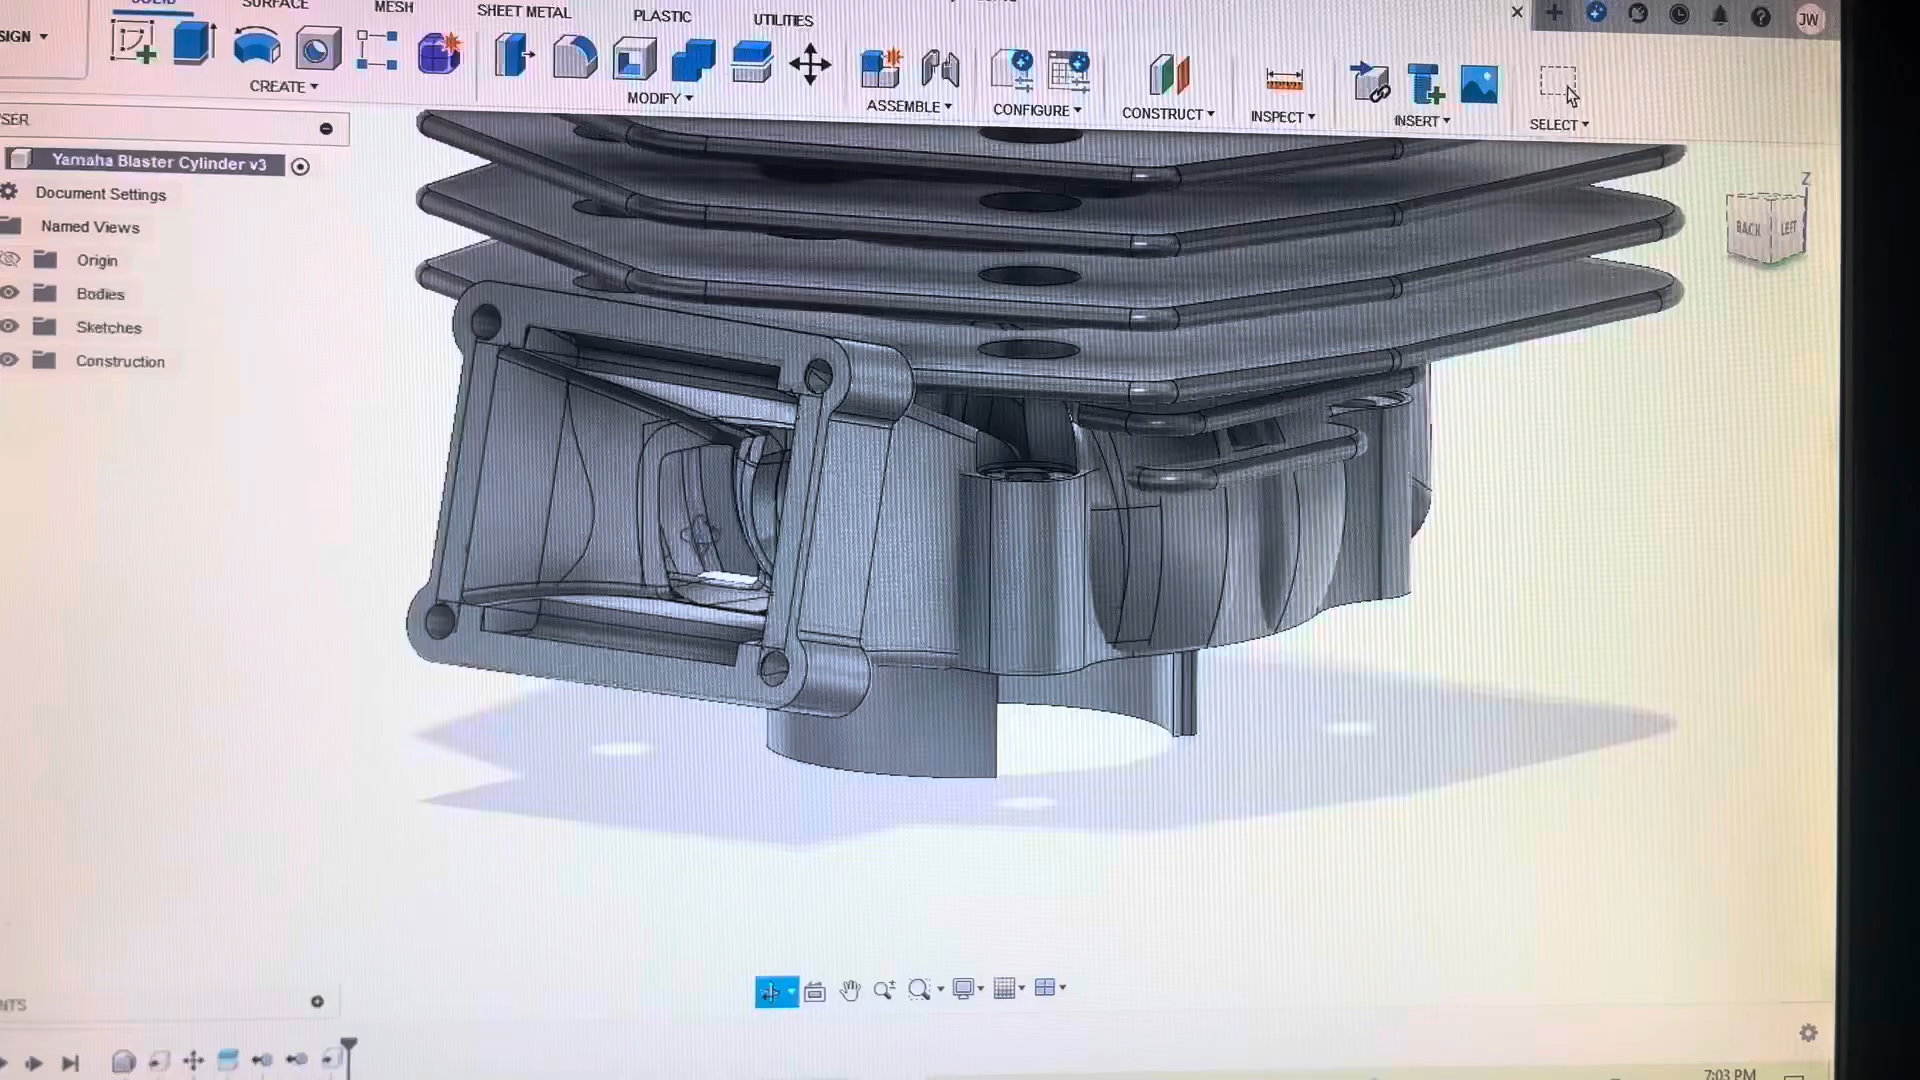 SOLID
SURFACE
MESH
SHEET METAL
PLASTIC
UTILITIES
SIGN
CREATE
MODIFY
ASSEMBLE
CONFIGURE
CONSTRUCT
INSPECT
INSERT
SELECT
JW
SER
Yamaha Blaster Cylinder v3
Document Settings
Named Views
Origin
Bodies
Sketches
Construction
Z
BACK
LEFT
NTS
7:03 PM